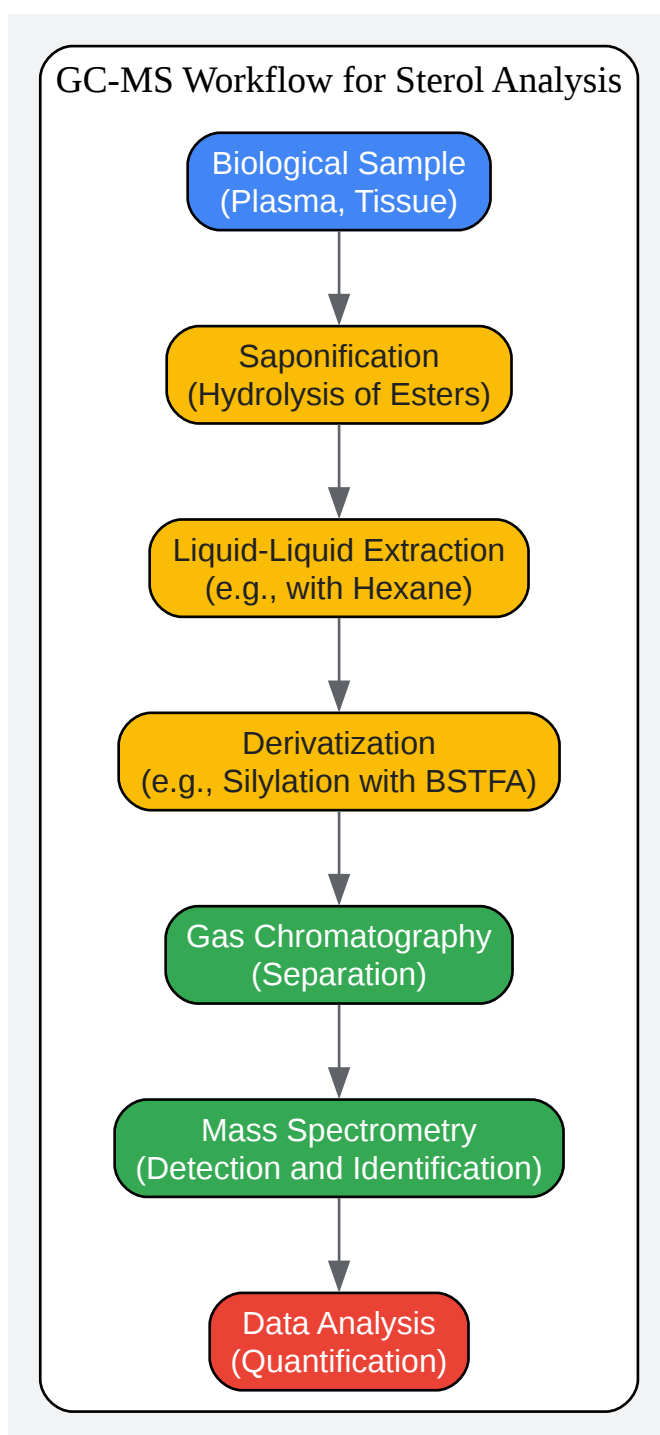 GC-MS Workflow for Sterol Analysis
Biological Sample
(Plasma, Tissue)
Saponification
(Hydrolysis of Esters)
Liquid-Liquid Extraction
(e.g., with Hexane)
Derivatization
(e.g., Silylation with BSTFA)
Gas Chromatography
(Separation)
Mass Spectrometry
(Detection and Identification)
Data Analysis
(Quantification)